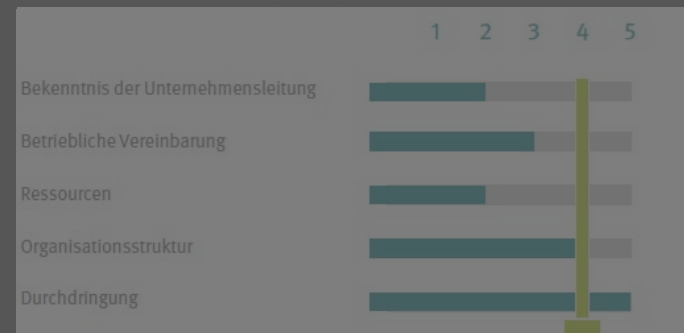 1 2 3 4 5
Bekenntnis der Unternehmensleitung
Betriebliche Vereinbarung
Ressourcen
Organisationsstruktur
Durchdringung